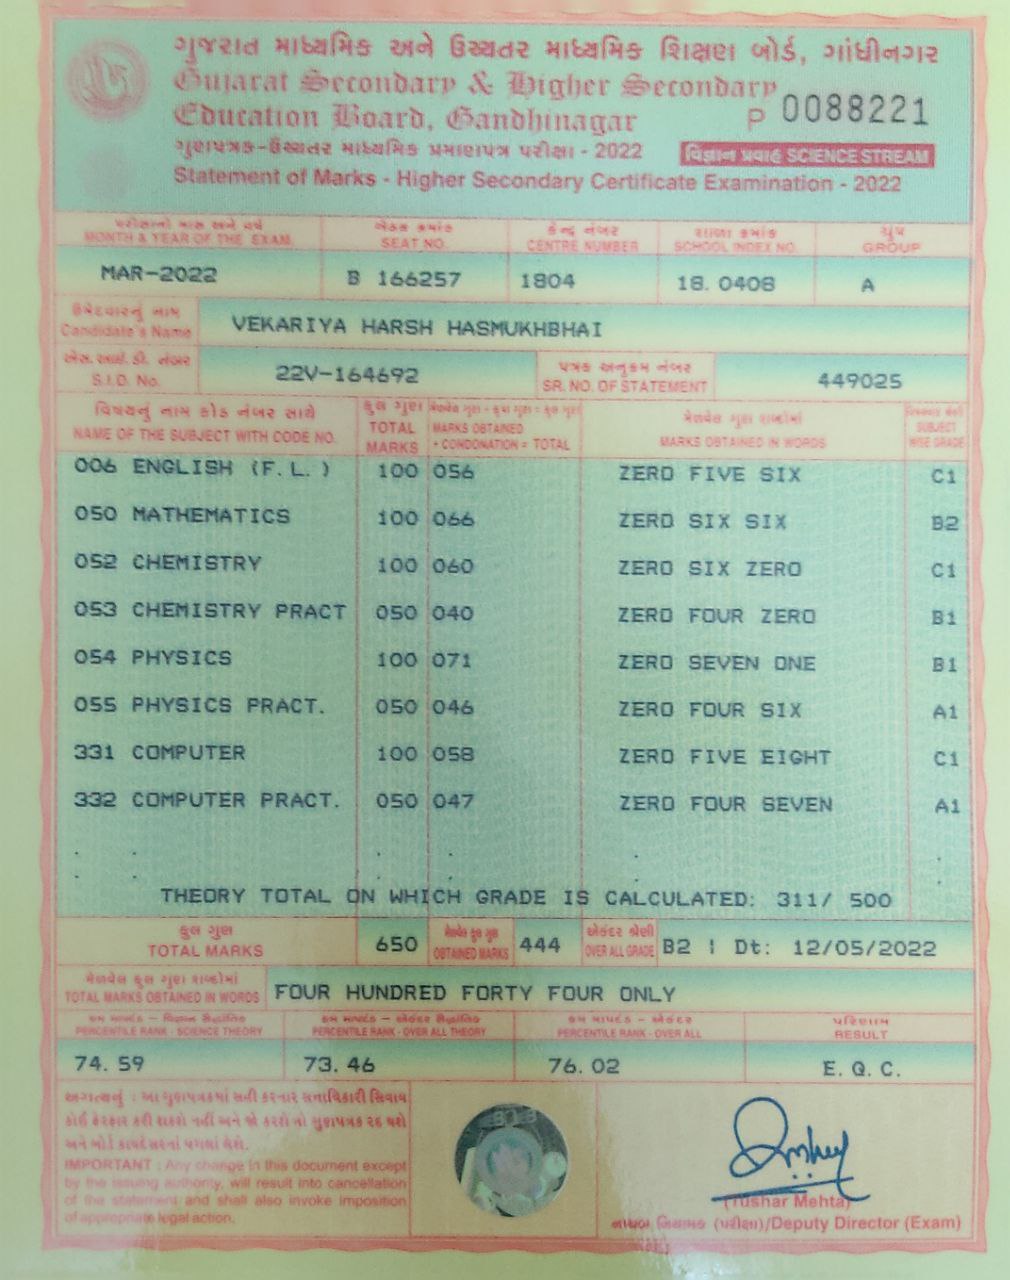 ગુજરાત માધ્યમિક અને ઉચ્ચતર માધ્યમિક શિક્ષણ બોર્ડ, ગાંધીનગર
Gujarat Secondary & Higher Secondary
Education Board, Gandhinagar
P 0088221
ગુણપત્રક-ઉચ્ચતર માધ્યમિક પ્રમાણપત્ર પરીક્ષા - 2022
વિજ્ઞાન પ્રવાહ SCIENCE STREAM
Statement of Marks - Higher Secondary Certificate Examination - 2022
પરીક્ષાનો માસ અને વર્ષ બેઠક ક્રમાંક કેન્દ્ર નંબર શાળા ક્રમાંક ગ્રુપ
MONTH & YEAR OF THE EXAM. SEAT NO. CENTRE NUMBER SCHOOL INDEX NO. GROUP
MAR-2022 B 166257 1804 18. 0408 A
ઉમેદવારનું નામ
Candidate's Name
VEKARIYA HARSH HASMUKHBHAI
એસ. આઈ. ડી. નંબર
S.I.D. No.
22V-164692
પત્રક અનુક્રમ નંબર
SR. NO. OF STATEMENT
449025
વિષયનું નામ કોડ નંબર સાથે
NAME OF THE SUBJECT WITH CODE NO.
કુલ ગુણ
TOTAL
MARKS
મેળવેલ ગુણ + કૃપા ગુણ = કુલ ગુણ
MARKS OBTAINED
+ CONDONATION = TOTAL
મેળવેલ ગુણ શબ્દોમાં
MARKS OBTAINED IN WORDS
SUBJECT
WISE GRADE
006 ENGLISH (F. L. ) 100 056 ZERO FIVE SIX C1
050 MATHEMATICS 100 066 ZERO SIX SIX B2
052 CHEMISTRY 100 060 ZERO SIX ZERO C1
053 CHEMISTRY PRACT 050 040 ZERO FOUR ZERO B1
054 PHYSICS 100 071 ZERO SEVEN ONE B1
055 PHYSICS PRACT. 050 046 ZERO FOUR SIX A1
331 COMPUTER 100 058 ZERO FIVE EIGHT C1
332 COMPUTER PRACT. 050 047 ZERO FOUR SEVEN A1
THEORY TOTAL ON WHICH GRADE IS CALCULATED: 311/ 500
કુલ ગુણ
TOTAL MARKS
650
મેળવેલ કુલ ગુણ
OBTAINED MARKS
444
એકંદર શ્રેણી
OVER ALL GRADE
B2 | Dt: 12/05/2022
મેળવેલ કુલ ગુણ શબ્દોમાં
TOTAL MARKS OBTAINED IN WORDS
FOUR HUNDRED FORTY FOUR ONLY
ક્રમ માપદંડ - વિજ્ઞાન સૈદ્ધાંતિક ક્રમ માપદંડ - એકંદર સૈદ્ધાંતિક ક્રમ માપદંડ - એકંદર પરિણામ
PERCENTILE RANK - SCIENCE THEORY PERCENTILE RANK - OVER ALL THEORY PERCENTILE RANK - OVER ALL RESULT
74. 59 73. 46 76. 02 E. Q. C.
અગત્યનું : આ ગુણપત્રકમાં સહી કરનાર સત્તાધિકારી સિવાય
કોઈ ફેરફાર કરી શકશે નહીં અને જો કરશે તો ગુણપત્રક રદ થશે
અને બોર્ડ કાયદેસરનાં પગલાં લેશે.
IMPORTANT : Any change in this document except
by the issuing authority, will result into cancellation
of the statement and shall also invoke imposition
of appropriate legal action.
(Tushar Mehta)
નાયબ નિયામક (પરીક્ષા)/Deputy Director (Exam)